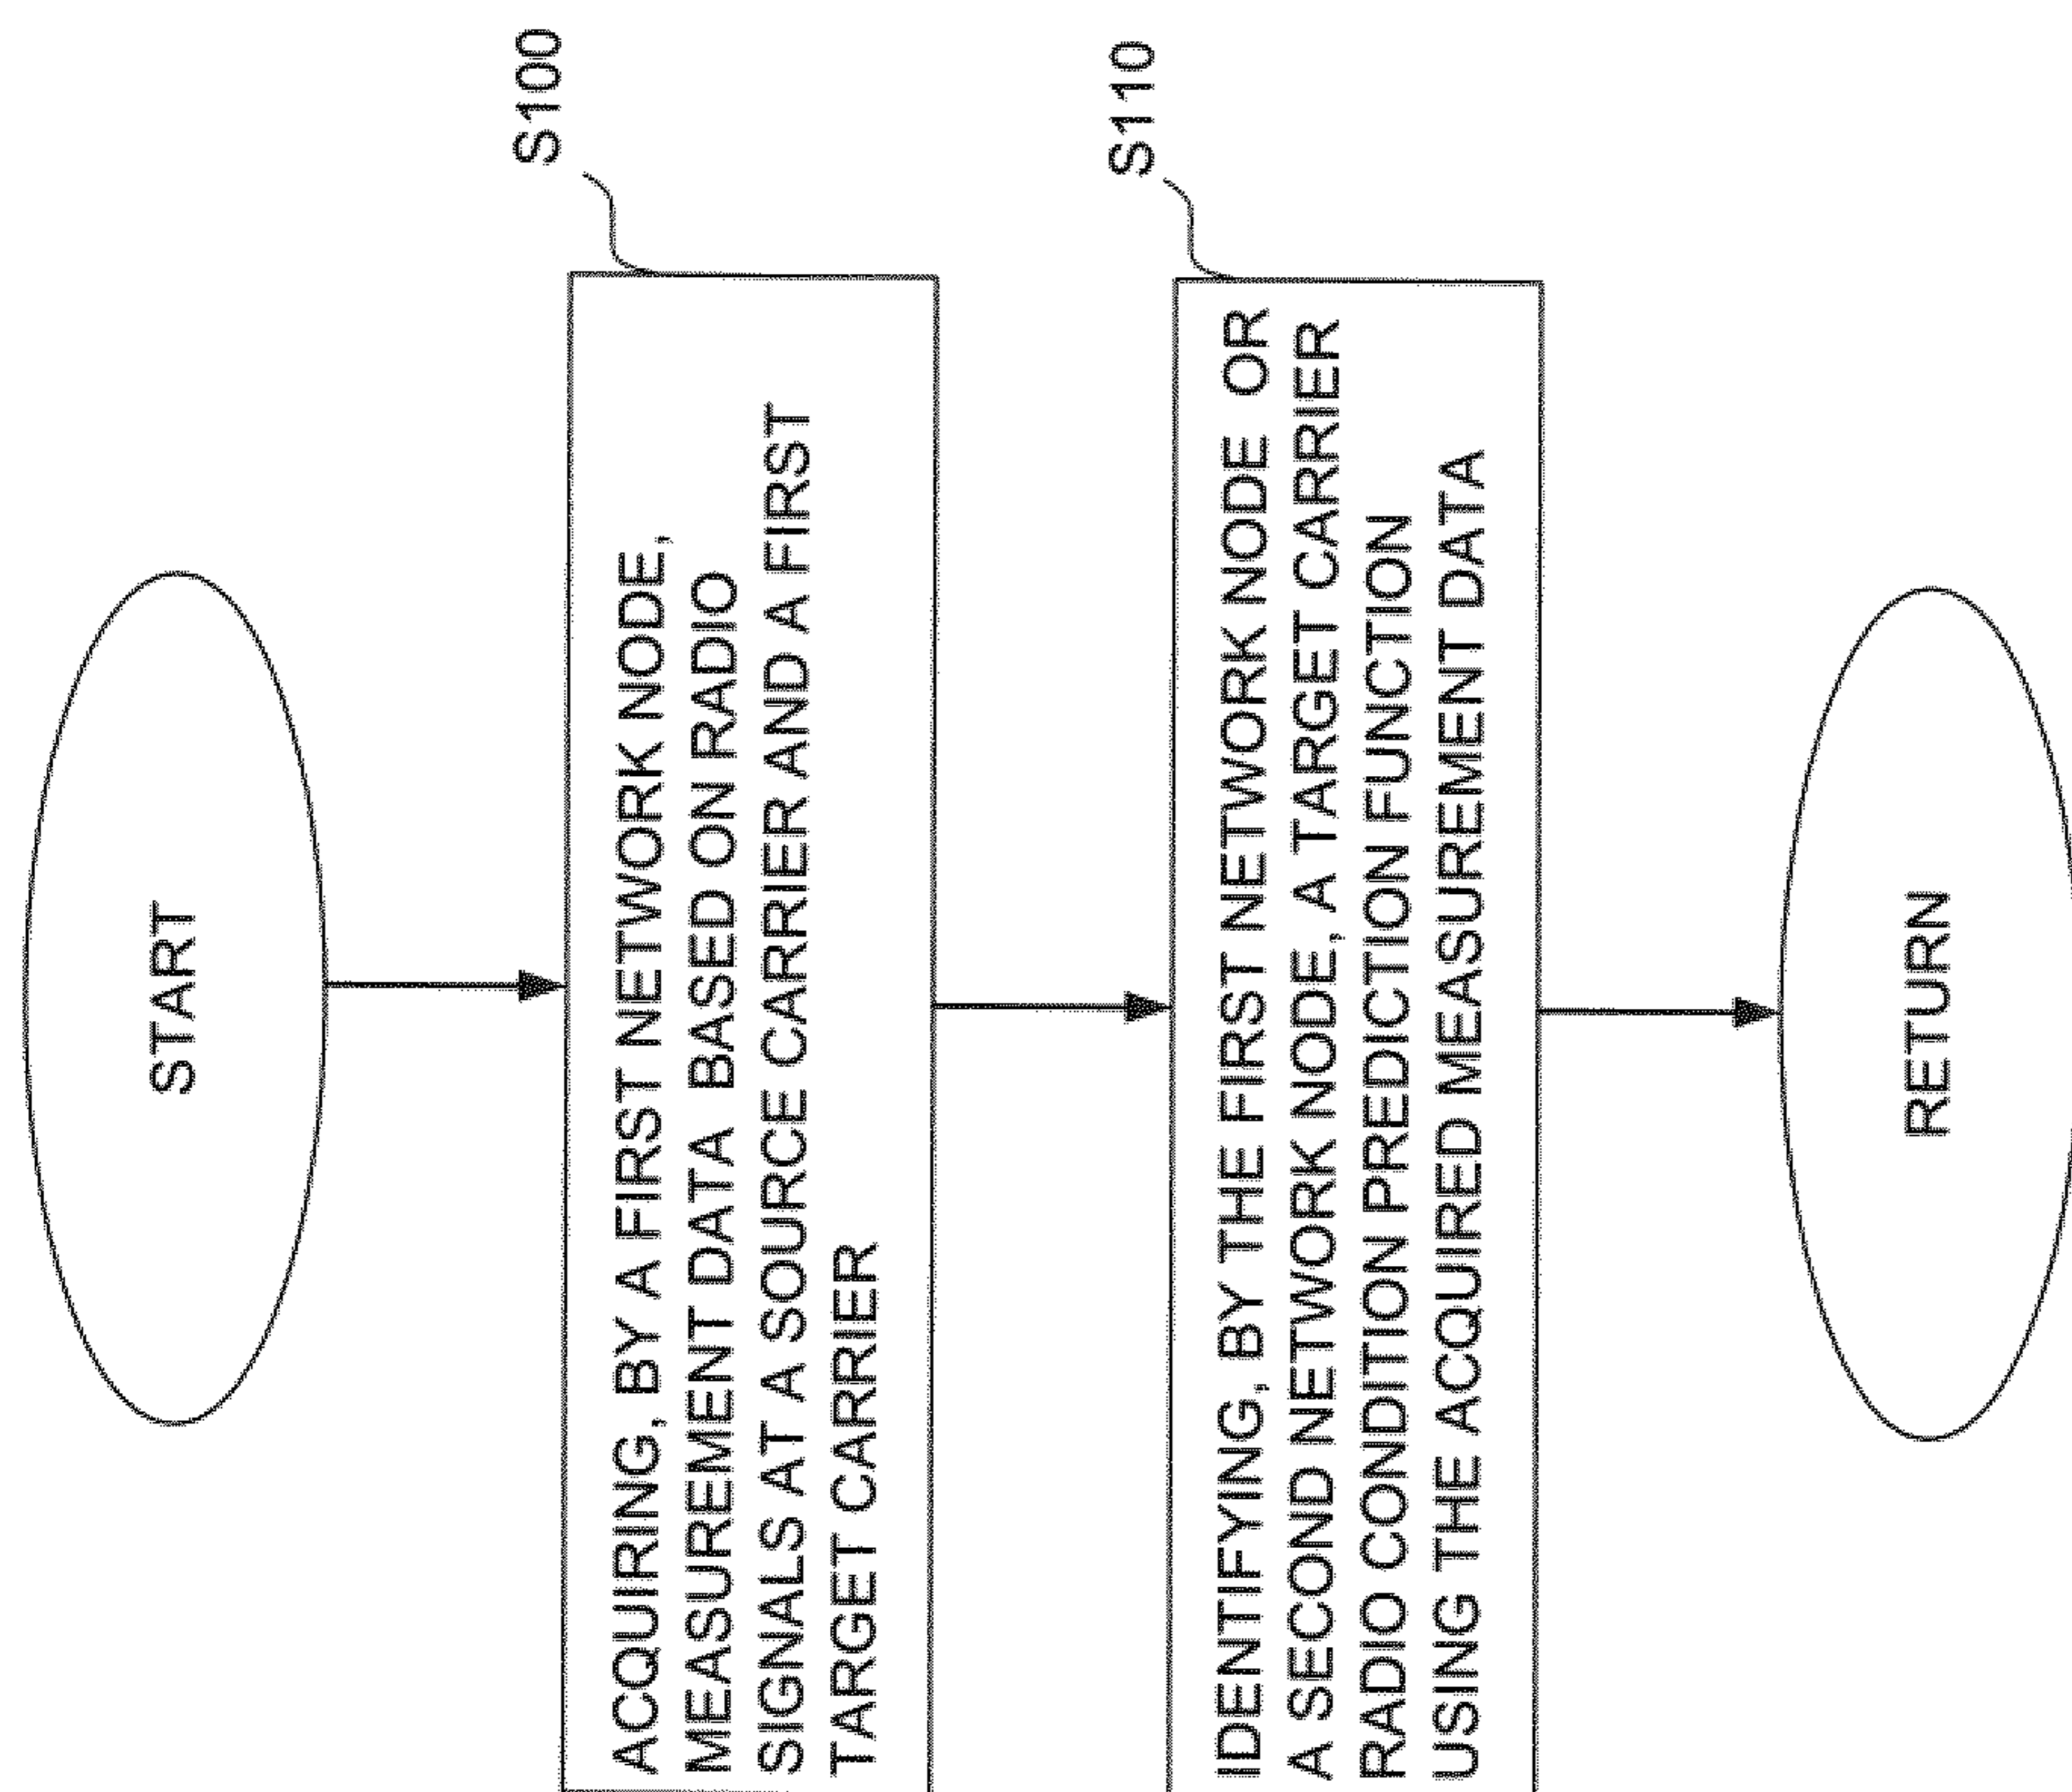 START
S100
ACQUIRING, BY A FIRST NETWORK NODE,
MEASUREMENT DATA BASED ON RADIO
SIGNALS AT A SOURCE CARRIER AND A FIRST
TARGET CARRIER
S110
IDENTIFYING, BY THE FIRST NETWORK NODE OR
A SECOND NETWORK NODE, A TARGET CARRIER
RADIO CONDITION PREDICTION FUNCTION
USING THE ACQUIRED MEASUREMENT DATA
RETURN